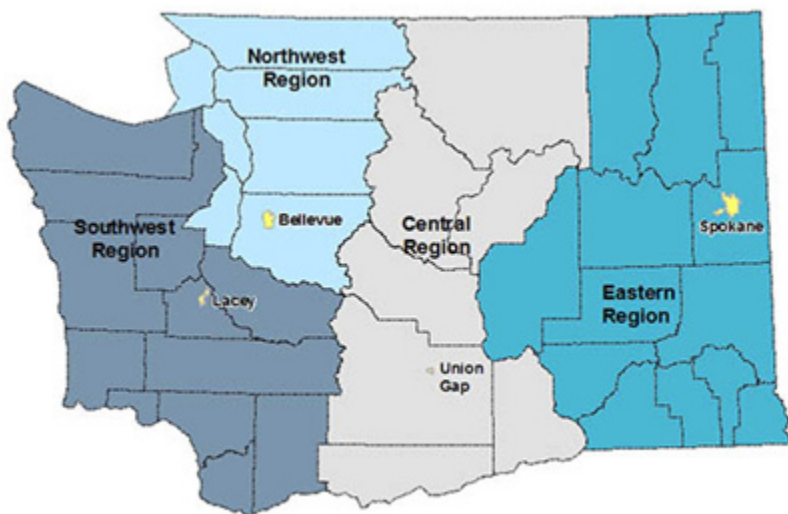 Northwest
Region
Southwest
Region
Bellevue
Central
Region
Spokane
Lacey
Eastern
Region
Union
Gap